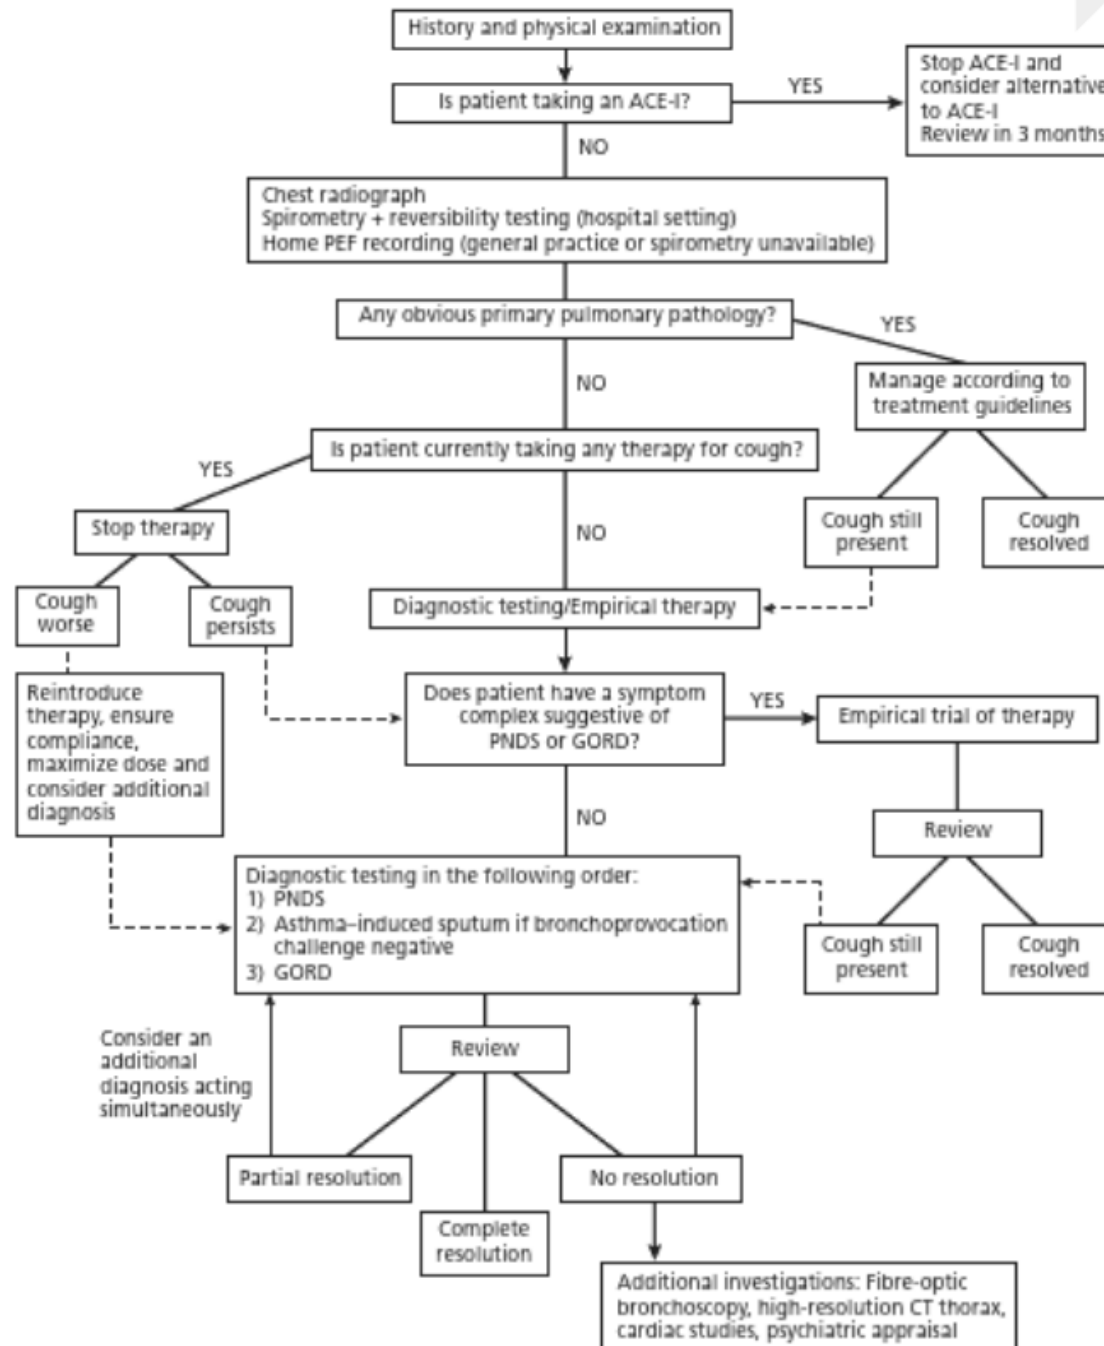 History and physical examination
Is patient taking an ACE-I?
YES
Stop ACE-I and
consider alternative
to ACE-I
Review in 3 months
NO
Chest radiograph
Spirometry + reversibility testing (hospital setting)
Home PEF recording (general practice or spirometry unavailable)
Any obvious primary pulmonary pathology?
YES
NO
Manage according to
treatment guidelines
Is patient currently taking any therapy for cough?
YES
Stop therapy
NO
Cough still
present
Cough
resolved
Cough
worse
Cough
persists
Diagnostic testing/Empirical therapy
Reintroduce
therapy, ensure
compliance,
maximize dose and
consider additional
diagnosis
Does patient have a symptom
complex suggestive of
PNDS or GORD?
YES
Empirical trial of therapy
NO
Review
Diagnostic testing in the following order:
1) PNDS
2) Asthma–induced sputum if bronchoprovocation
challenge negative
3) GORD
Cough still
present
Cough
resolved
Consider an
additional
diagnosis acting
simultaneously
Review
Partial resolution
No resolution
Complete
resolution
Additional investigations: Fibre-optic
bronchoscopy, high-resolution CT thorax,
cardiac studies, psychiatric appraisal